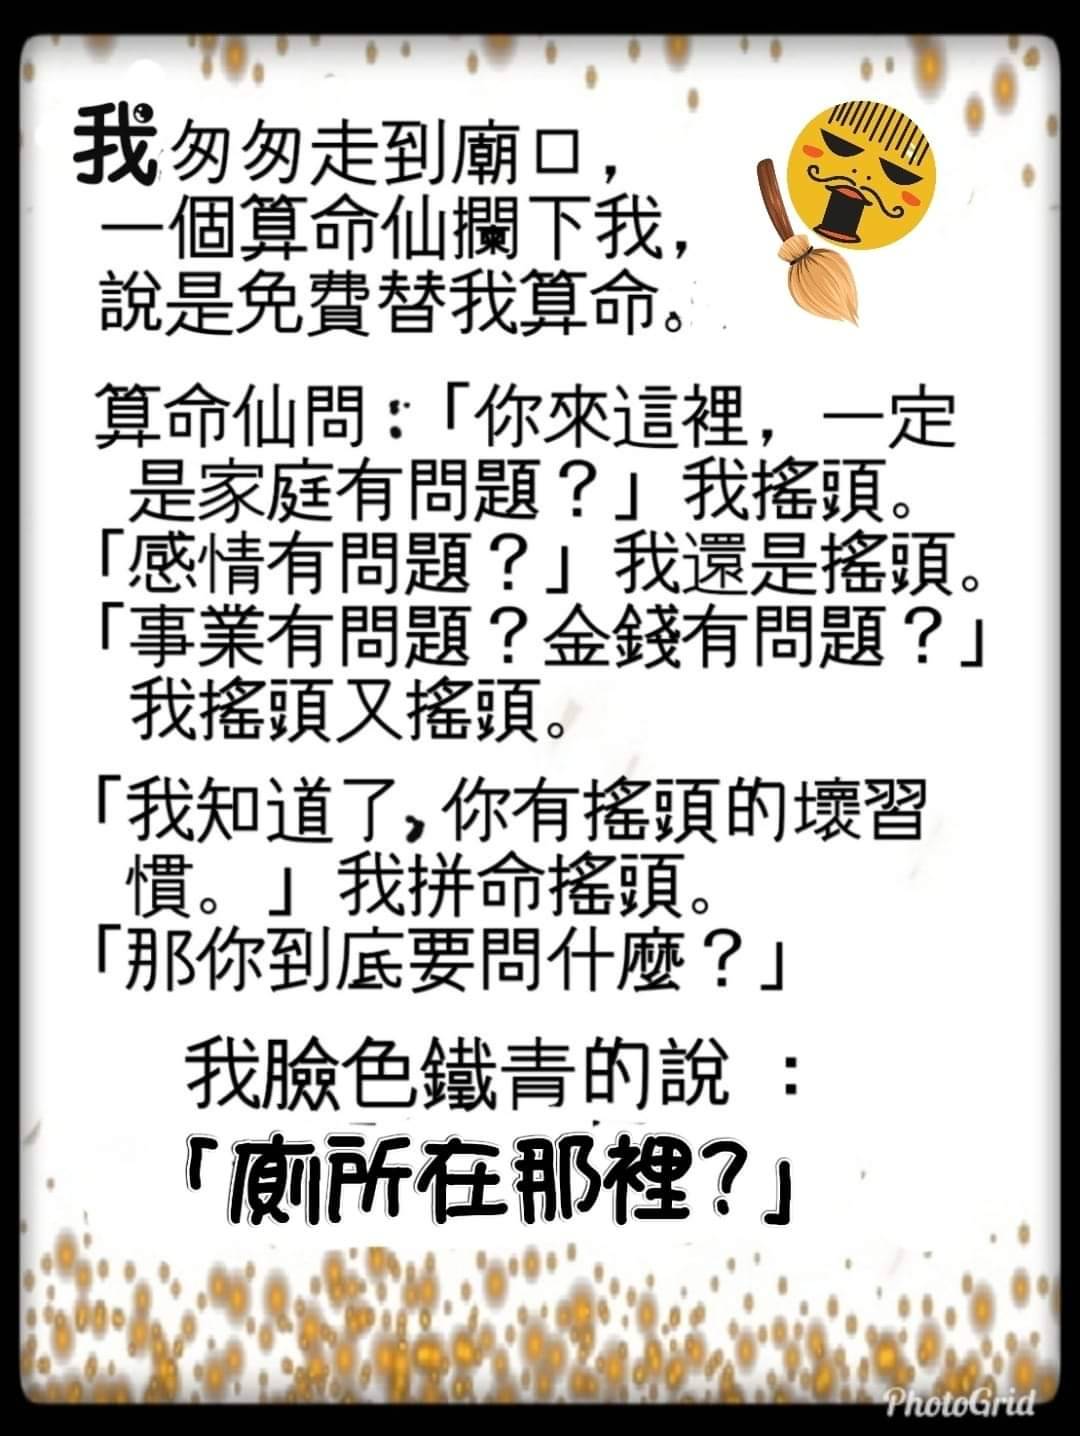 我匆匆走到廟口，
一個算命仙攔下我，
說是免費替我算命。
算命仙問：「你來這裡，一定
是家庭有問題？」我搖頭。
「感情有問題？」我還是搖頭。
「事業有問題？金錢有問題？」
我搖頭又搖頭。
「我知道了，你有搖頭的壞習
慣。」我拼命搖頭。
「那你到底要問什麼？」
我臉色鐵青的說 ：
「廁所在那裡？」
PhotoGrid